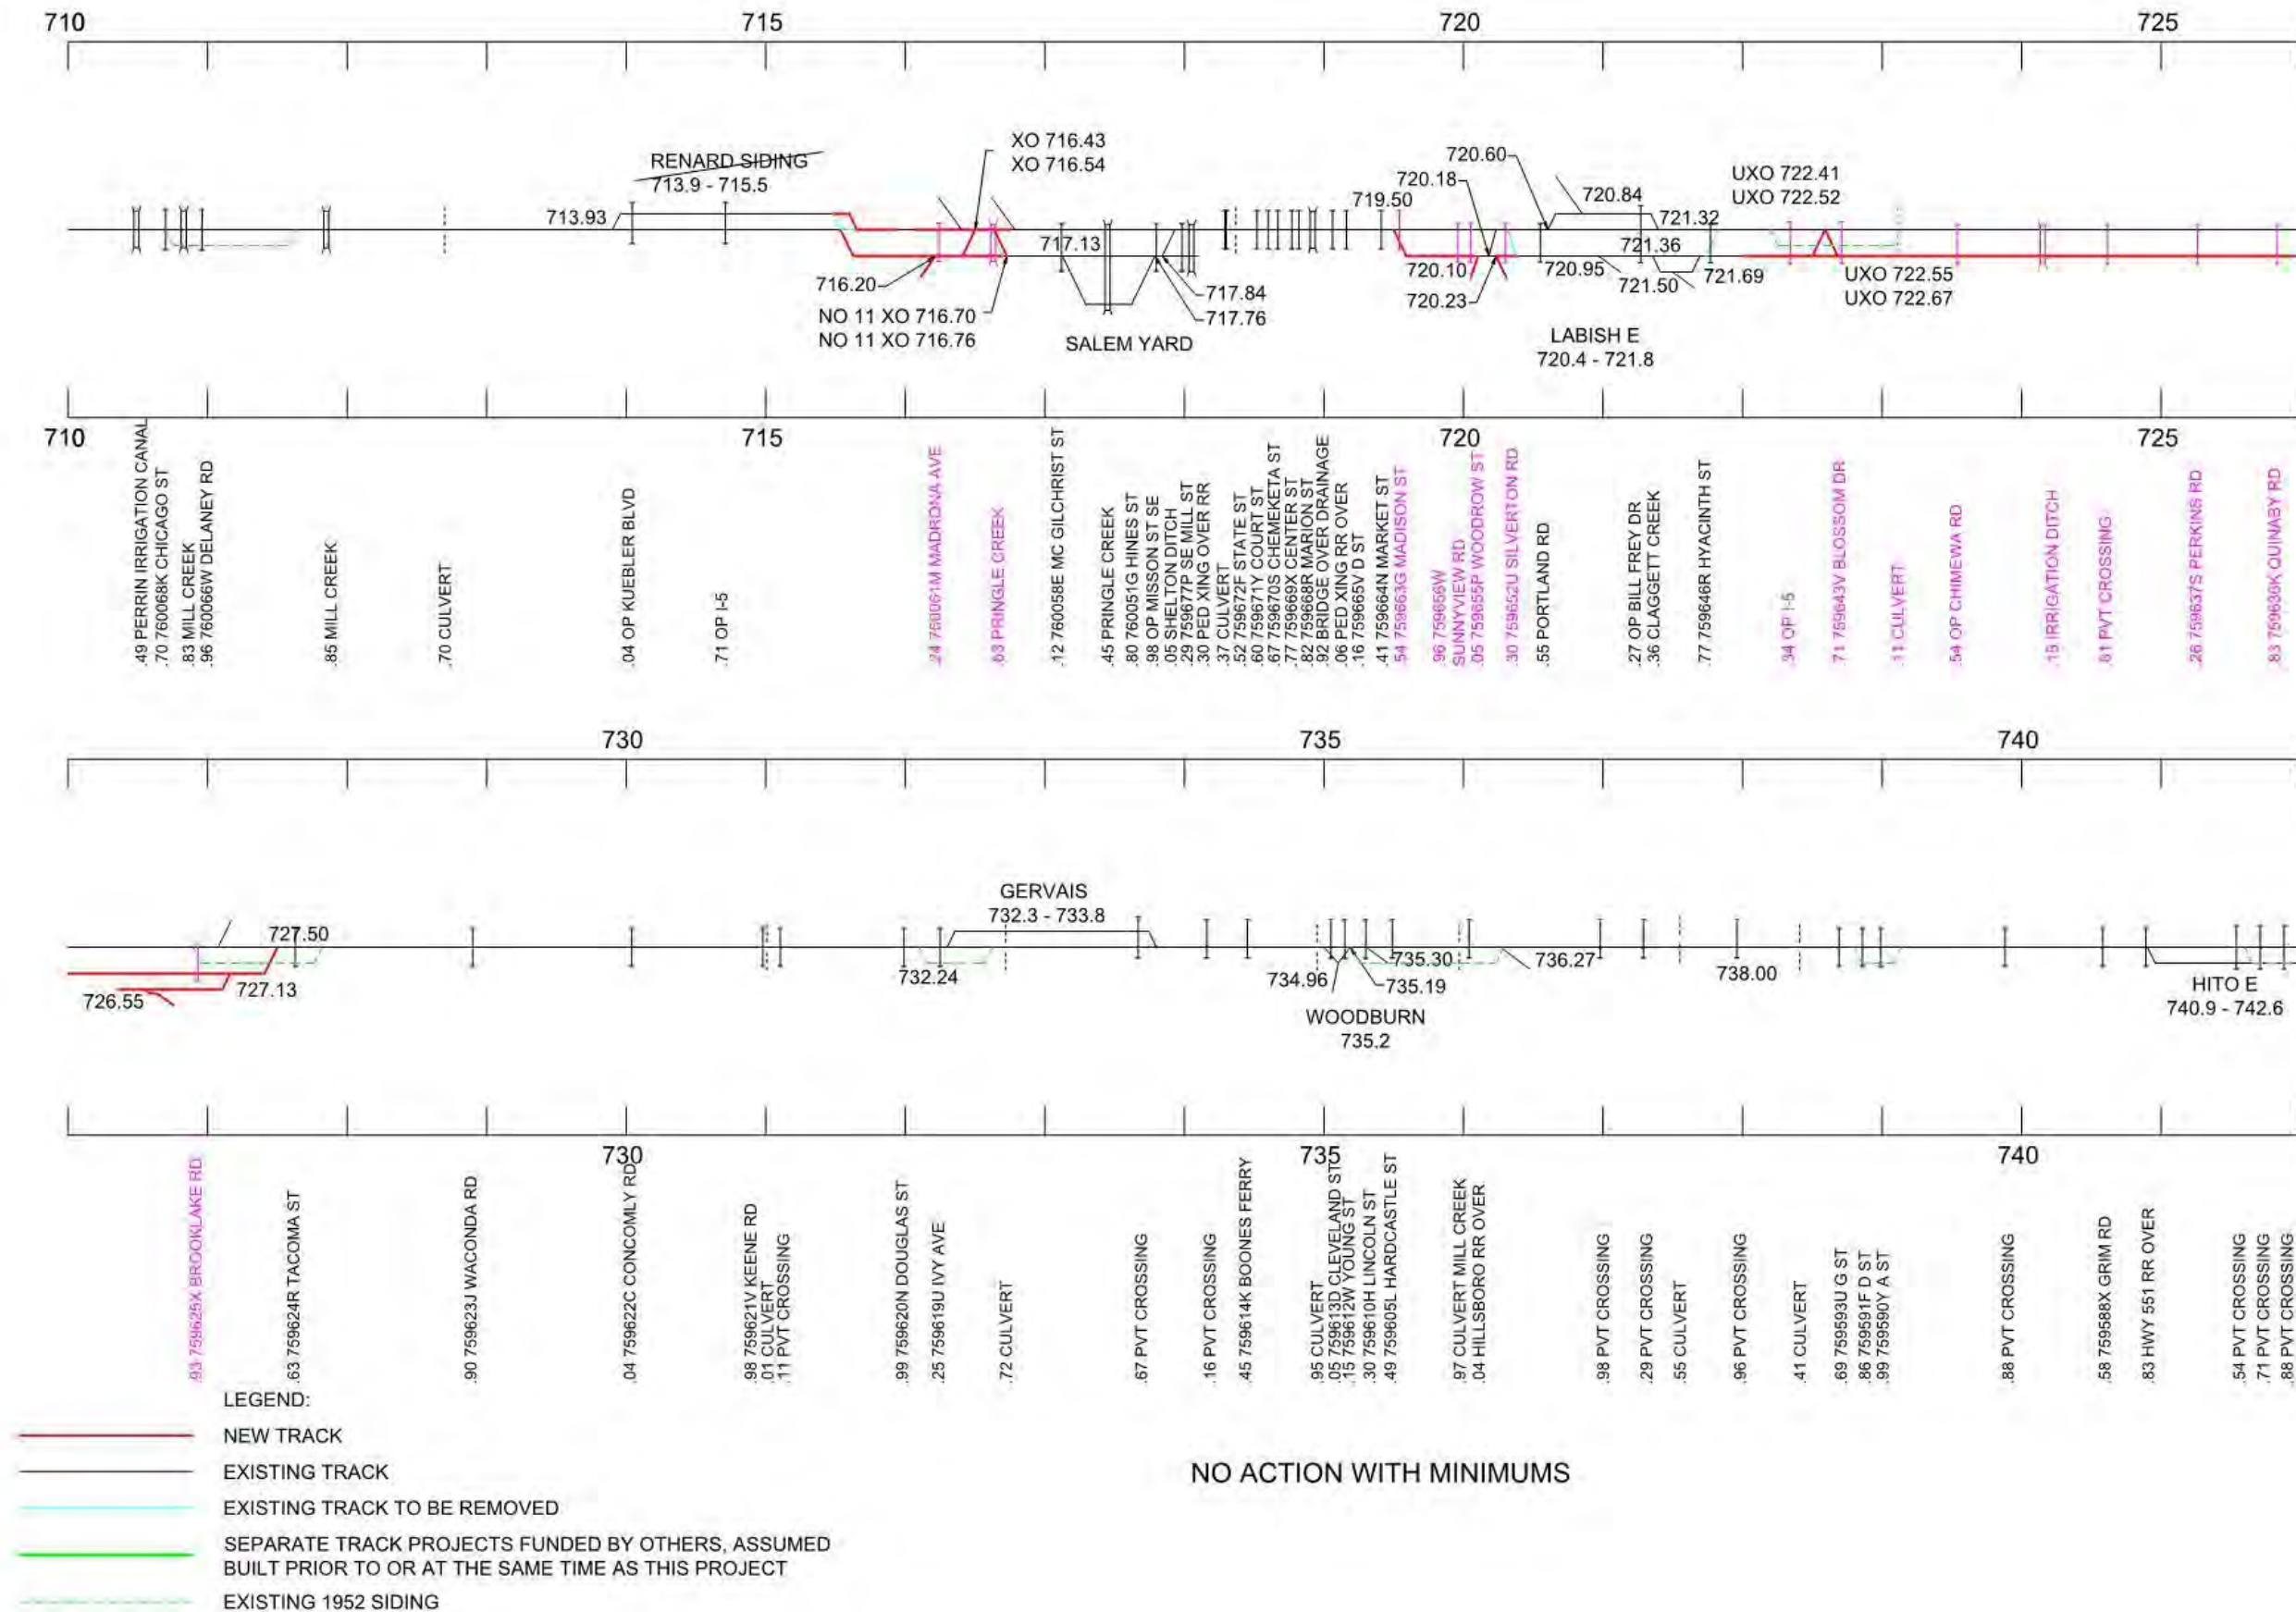 710
715
720
725
RENARD SIDING
713.9 - 715.5
713.93
XO 716.43
XO 716.54
716.20
NO 11 XO 716.70
NO 11 XO 716.76
717.13
717.84
717.76
SALEM YARD
719.50
720.60
720.18
720.10
720.23
720.84
721.32
721.36
720.95
721.50
721.69
LABISH E
720.4 - 721.8
UXO 722.41
UXO 722.52
UXO 722.55
UXO 722.67
710
715
720
725
.49 PERRIN IRRIGATION CANAL
.70 760068K CHICAGO ST
.83 MILL CREEK
.96 760066W DELANEY RD
.85 MILL CREEK
.70 CULVERT
.04 OP KUEBLER BLVD
.71 OP I-5
.24 760061M MADRDNA AVE
.63 PRINGLE CREEK
.12 760058E MC GILCHRIST ST
.45 PRINGLE CREEK
.80 760051G HINES ST
.98 OP MISSON ST SE
.05 SHELTON DITCH
.29 759677P SE MILL ST
.30 PED XING OVER RR
.37 CULVERT
.52 759672F STATE ST
.60 759671Y COURT ST
.67 759670S CHEMEKETA ST
.77 759669X CENTER ST
.82 759668R MARION ST
.92 BRIDGE OVER DRAINAGE
.06 PED XING RR OVER
.16 759665V D ST
.41 759664N MARKET ST
.54 759663G MADISON ST
.96 759656W
SUNNYVIEW RD
.05 759655P WOODROW ST
.30 759652U SILVERTON RD
.55 PORTLAND RD
.27 OP BILL FREY DR
.36 CLAGGETT CREEK
.77 759646R HYACINTH ST
.34 OP I-5
.71 759643V BLOSSOM DR
.11 CULVERT
.54 OP CHIMEWA RD
.15 IRRIGATION DITCH
.61 PVT CROSSING
.26 759637S PERKINS RD
.83 759636K QUINABY RD
730
735
740
726.55
727.13
727.50
732.24
GERVAIS
732.3 - 733.8
734.96
735.30
735.19
WOODBURN
735.2
736.27
738.00
HITO E
740.9 - 742.6
730
735
740
.93 759625X BROOKLAKE RD
.63 759624R TACOMA ST
.90 759623J WACONDA RD
.04 759622C CONCOMLY RD
.98 759621V KEENE RD
.01 CULVERT
.11 PVT CROSSING
.99 759620N DOUGLAS ST
.25 759619U IVY AVE
.72 CULVERT
.67 PVT CROSSING
.16 PVT CROSSING
.45 759614K BOONES FERRY
.95 CULVERT
.05 759613D CLEVELAND ST
.15 759612W YOUNG ST
.30 759610H LINCOLN ST
.49 759605L HARDCASTLE ST
.97 CULVERT MILL CREEK
.04 HILLSBORO RR OVER
.98 PVT CROSSING
.29 PVT CROSSING
.55 CULVERT
.96 PVT CROSSING
.41 CULVERT
.69 759593U G ST
.86 759591F D ST
.99 759590Y A ST
.88 PVT CROSSING
.58 759588X GRIM RD
.83 HWY 551 RR OVER
.54 PVT CROSSING
.71 PVT CROSSING
.88 PVT CROSSING
LEGEND:
NEW TRACK
EXISTING TRACK
EXISTING TRACK TO BE REMOVED
SEPARATE TRACK PROJECTS FUNDED BY OTHERS, ASSUMED
BUILT PRIOR TO OR AT THE SAME TIME AS THIS PROJECT
EXISTING 1952 SIDING
NO ACTION WITH MINIMUMS